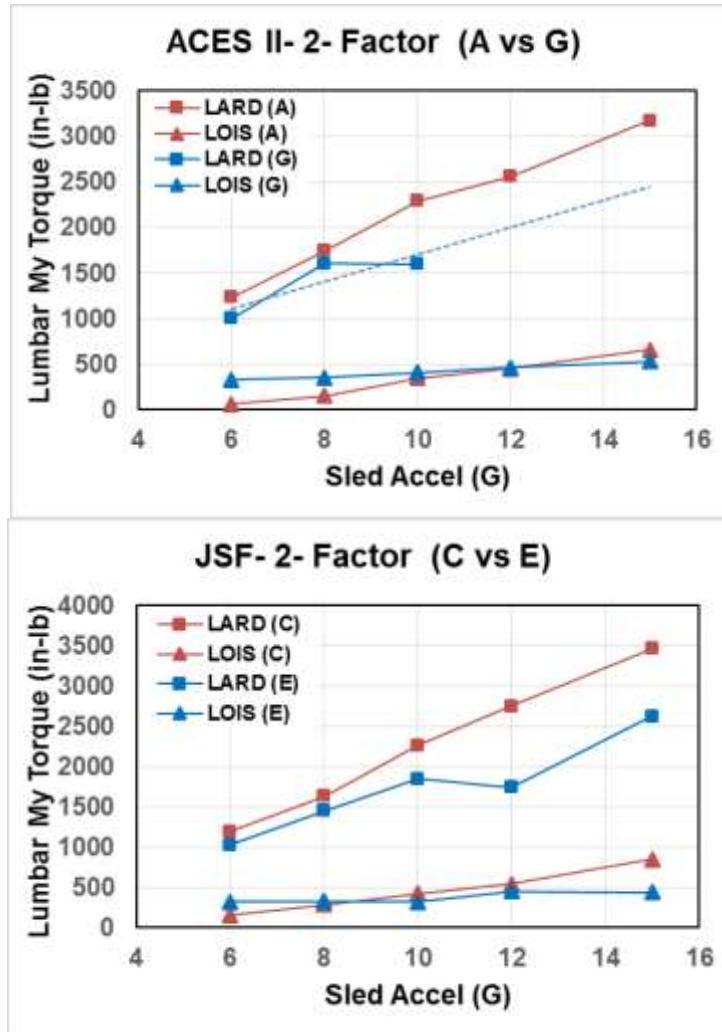 ACES II- 2- Factor (A vs G)
Lumbar My Torque (in-lb)
3500
3000
2500
2000
1500
1000
500
0
LARD (A)
LOIS (A)
LARD (G)
LOIS (G)
4 6 8 10 12 14 16
Sled Accel (G)
JSF- 2- Factor (C vs E)
Lumbar My Torque (in-lb)
4000
3500
3000
2500
2000
1500
1000
500
0
LARD (C)
LOIS (C)
LARD (E)
LOIS (E)
4 6 8 10 12 14 16
Sled Accel (G)